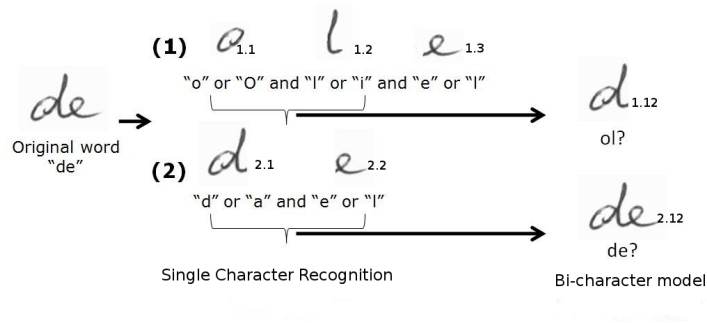 (1) o 1.1 l 1.2 e 1.3
"o" or "O" and "l" or "i" and "e" or "l"
de
Original word
"de"
d 1.12
ol?
(2) d 2.1 e 2.2
"d" or "a" and "e" or "l"
de 2.12
de?
Single Character Recognition
Bi-character model